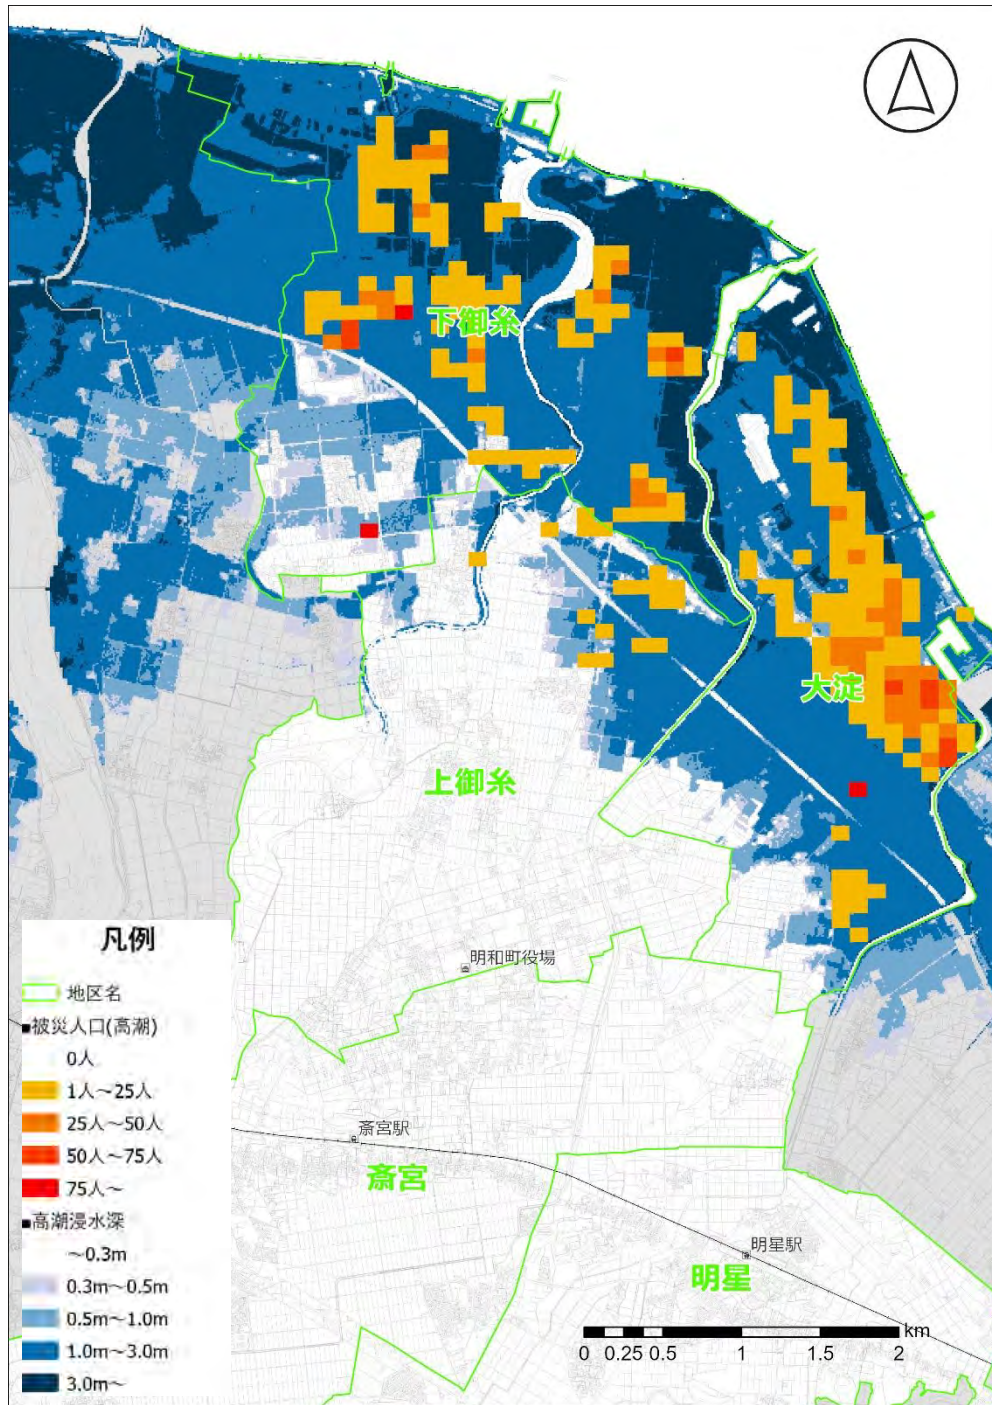 下御糸
大淀
上御糸
明和町役場
斎宮駅
斎宮
明星駅
明星
凡例
地区名
■被災人口(高潮)
0人
1人～25人
25人～50人
50人～75人
75人～
■高潮浸水深
～0.3m
0.3m～0.5m
0.5m～1.0m
1.0m～3.0m
3.0m～
km
0 0.25 0.5 1 1.5 2